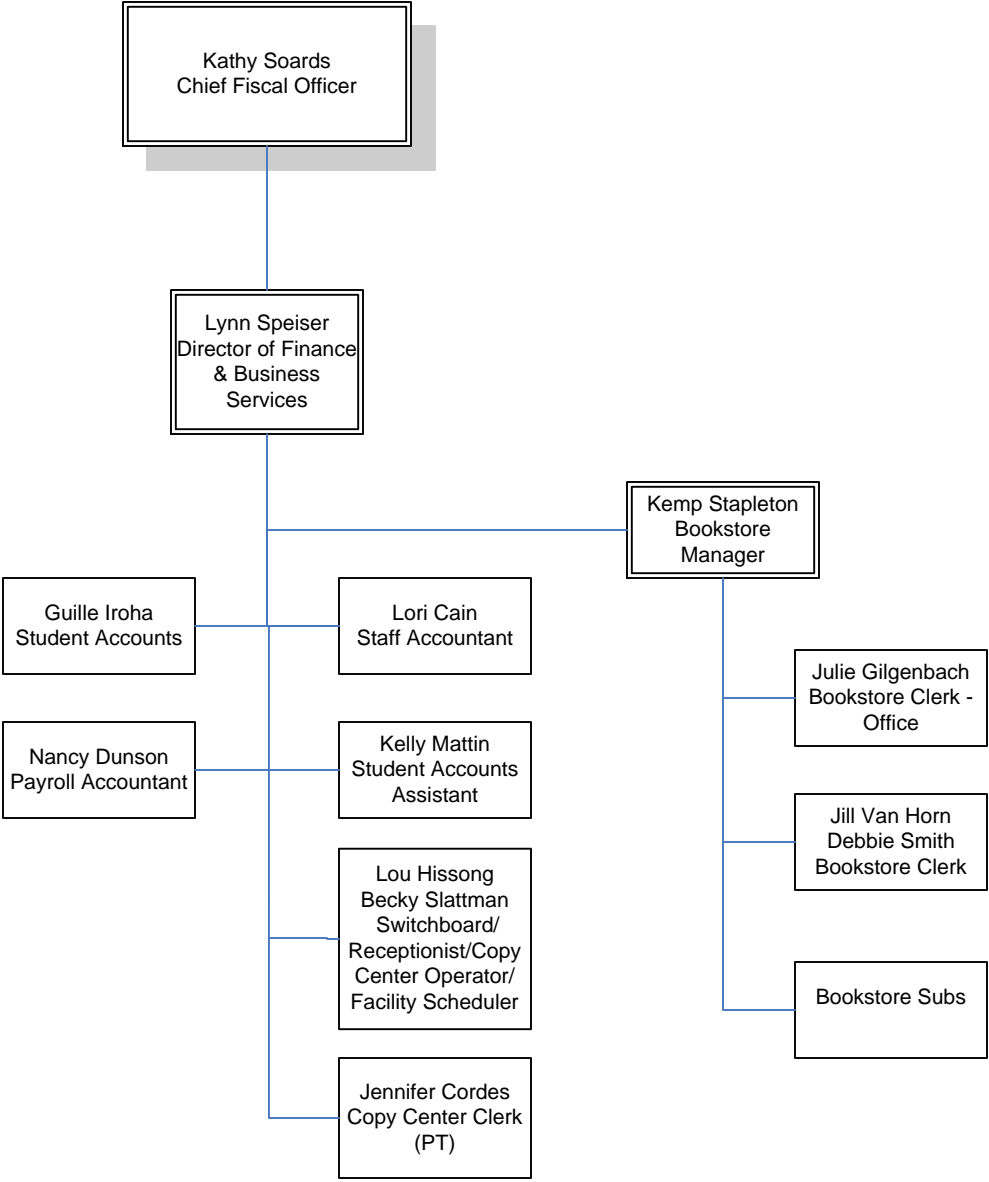 Kathy Soards
Chief Fiscal Officer
Lynn Speiser
Director of Finance
& Business
Services
Kemp Stapleton
Bookstore
Manager
Guille Iroha
Student Accounts
Lori Cain
Staff Accountant
Julie Gilgenbach
Bookstore Clerk -
Office
Nancy Dunson
Payroll Accountant
Kelly Mattin
Student Accounts
Assistant
Jill Van Horn
Debbie Smith
Bookstore Clerk
Lou Hissong
Becky Slattman
Switchboard/
Receptionist/Copy
Center Operator/
Facility Scheduler
Bookstore Subs
Jennifer Cordes
Copy Center Clerk
(PT)